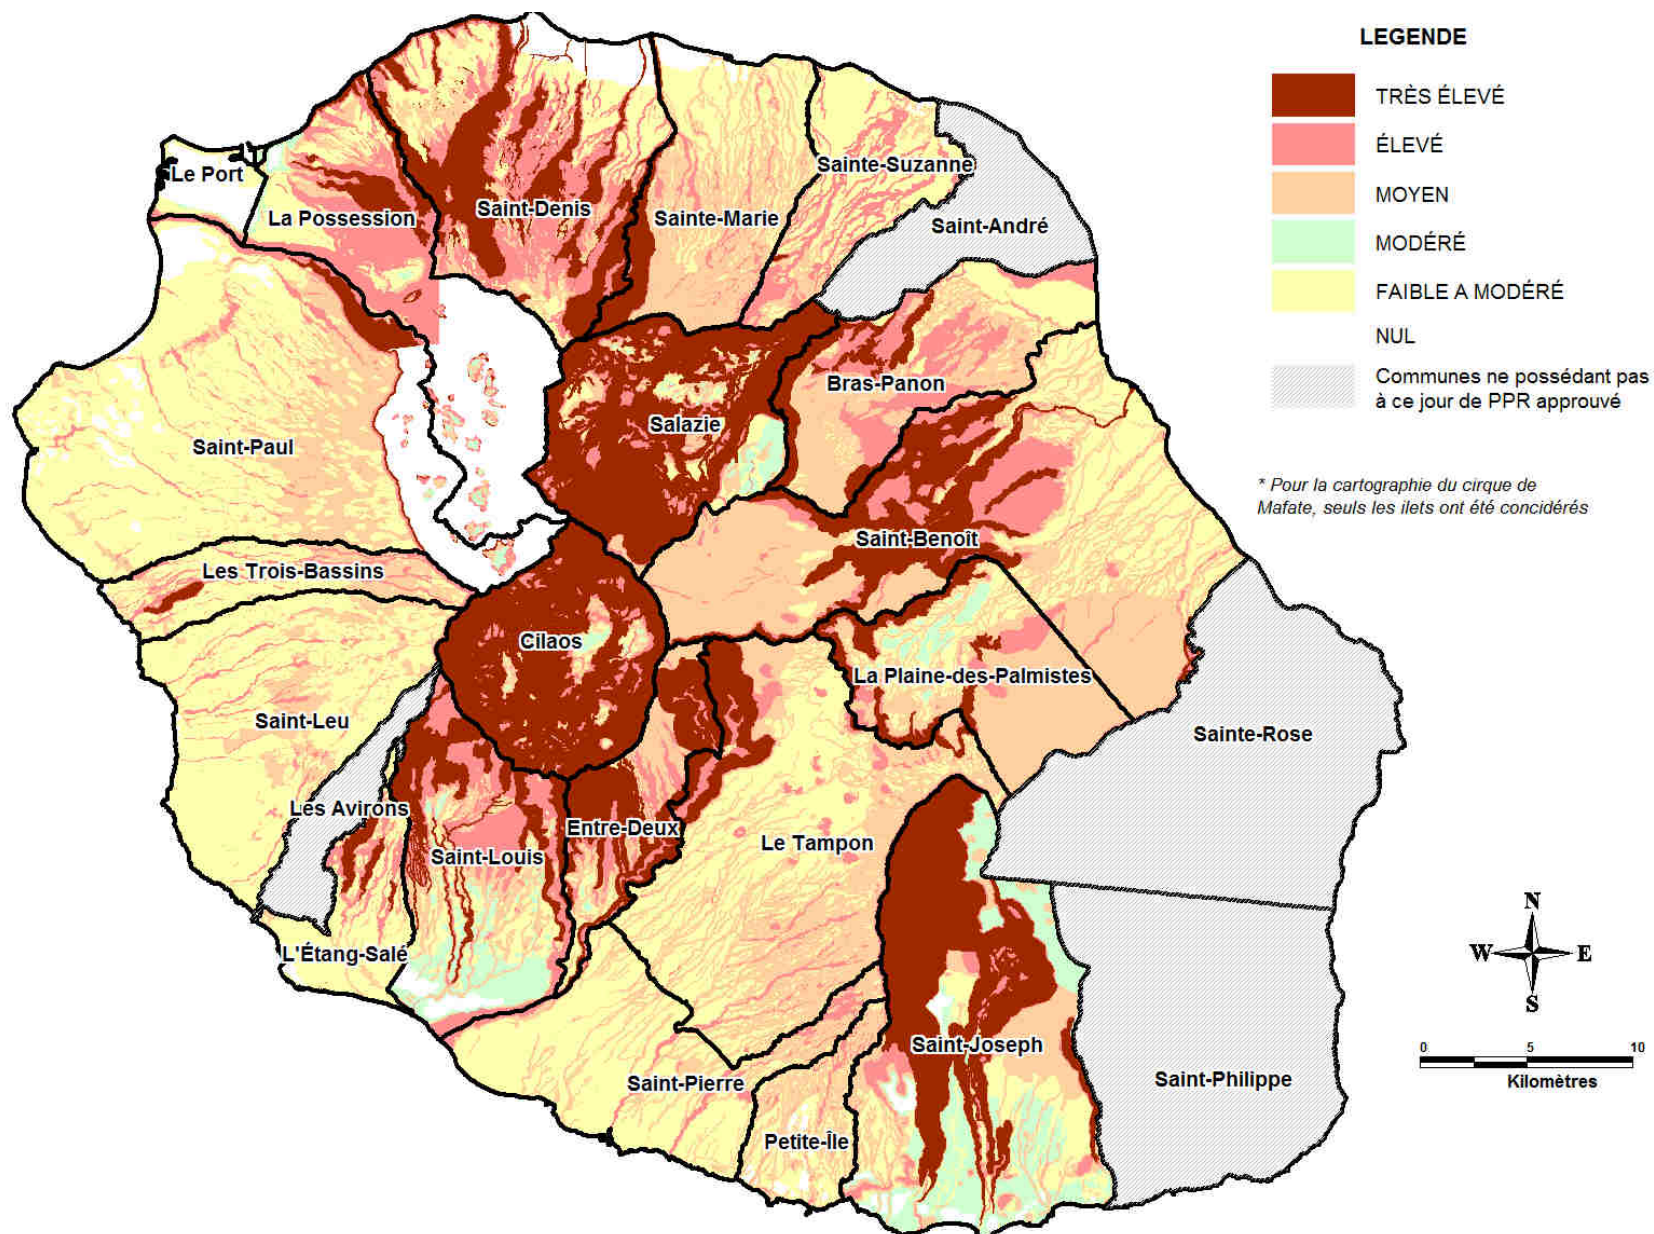 LEGENDE
TRÈS ÉLEVÉ
ÉLEVÉ
MOYEN
MODÉRÉ
FAIBLE A MODÉRÉ
NUL
Communes ne possédant pas
à ce jour de PPR approuvé
* Pour la cartographie du cirque de
Mafate, seuls les ilets ont été concidérés
Le Port
La Possession
Saint-Denis
Sainte-Marie
Sainte-Suzanne
Saint-André
Bras-Panon
Salazie
Saint-Paul
Saint-Benoît
Les Trois-Bassins
Cilaos
La Plaine-des-Palmistes
Saint-Leu
Sainte-Rose
Les Avirons
Entre-Deux
Le Tampon
Saint-Louis
L'Étang-Salé
Saint-Joseph
Saint-Pierre
Saint-Philippe
Petite-Île
N
W
E
S
0 5 10
Kilomètres